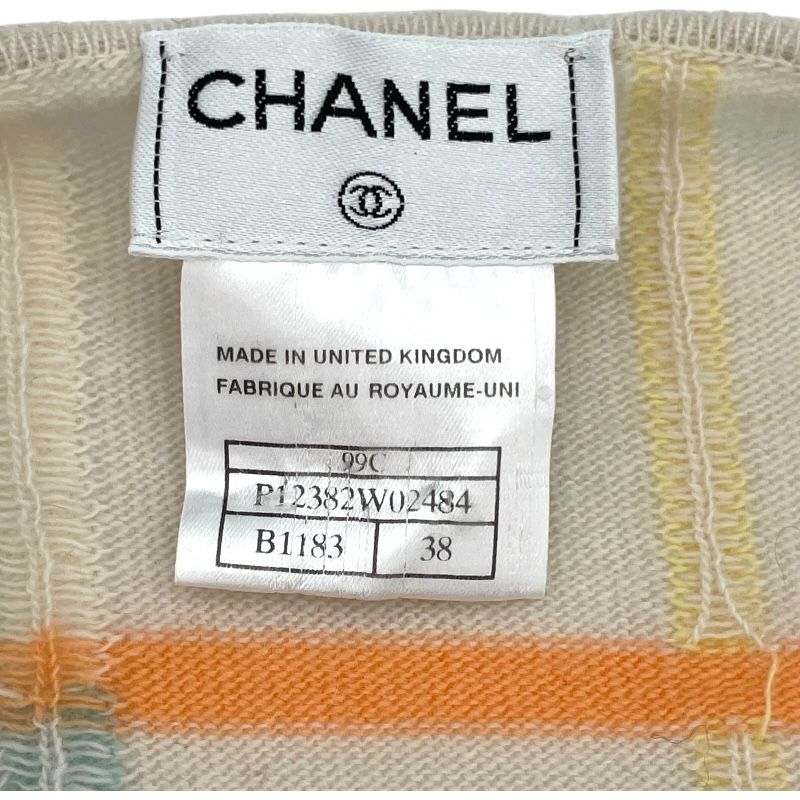 CHANEL
MADE IN UNITED KINGDOM
FABRIQUE AU ROYAUME-UNI
99C
P12382W02484
B1183 38